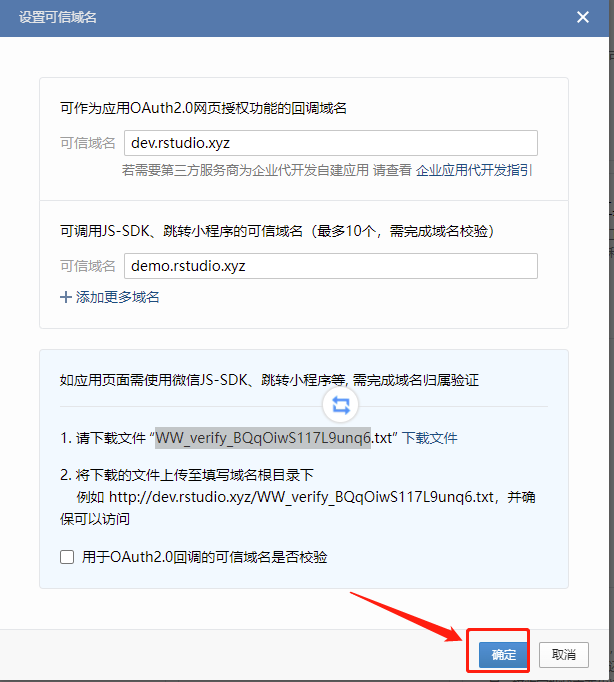 设置可信域名
可作为应用OAuth2.0网页授权功能的回调域名
可信域名 dev.rstudio.xyz
若需要第三方服务商为企业代开发自建应用 请查看 企业应用代开发指引
可调用JS-SDK、跳转小程序的可信域名（最多10个，需完成域名校验）
可信域名 demo.rstudio.xyz
添加更多域名
如应用页面需使用微信JS-SDK、跳转小程序等, 需完成域名归属验证
1. 请下载文件 “WW_verify_BQqOiwS117L9unq6.txt” 下载文件
2. 将下载的文件上传至填写域名根目录下
例如 http://dev.rstudio.xyz/WW_verify_BQqOiwS117L9unq6.txt，并确
保可以访问
用于OAuth2.0回调的可信域名是否校验
确定 取消